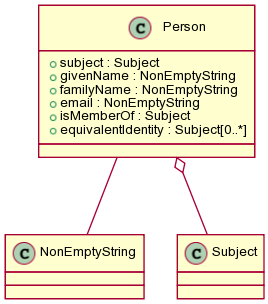 C Person
subject : Subject
givenName : NonEmptyString
familyName : NonEmptyString
email : NonEmptyString
isMemberOf : Subject
equivalentIdentity : Subject[0..*]
C NonEmptyString
C Subject